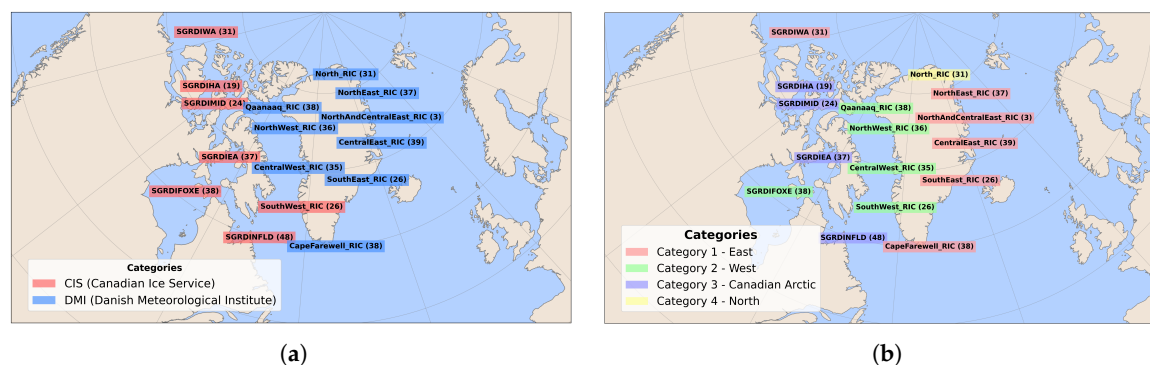 SGRDIWA (31)
North_RIC (31)
SGRDIHA (19)
NorthEast_RIC (37)
SGRDIMID (24)
Qaanaaq_RIC (38)
NorthAndCentralEast_RIC (3)
NorthWest_RIC (36)
CentralEast_RIC (39)
SGRDIEA (37)
CentralWest_RIC (35)
SouthEast_RIC (26)
SGRDIFOXE (38)
SouthWest_RIC (26)
SGRDINFLD (48)
CapeFarewell_RIC (38)
Categories
CIS (Canadian Ice Service)
DMI (Danish Meteorological Institute)
(a)
SGRDIWA (31)
North_RIC (31)
SGRDIHA (19)
NorthEast_RIC (37)
SGRDIMID (24)
Qaanaaq_RIC (38)
NorthAndCentralEast_RIC (3)
NorthWest_RIC (36)
CentralEast_RIC (39)
SGRDIEA (37)
CentralWest_RIC (35)
SouthEast_RIC (26)
SGRDIFOXE (38)
SouthWest_RIC (26)
SGRDINFLD (48)
CapeFarewell_RIC (38)
Categories
Category 1 - East
Category 2 - West
Category 3 - Canadian Arctic
Category 4 - North
(b)